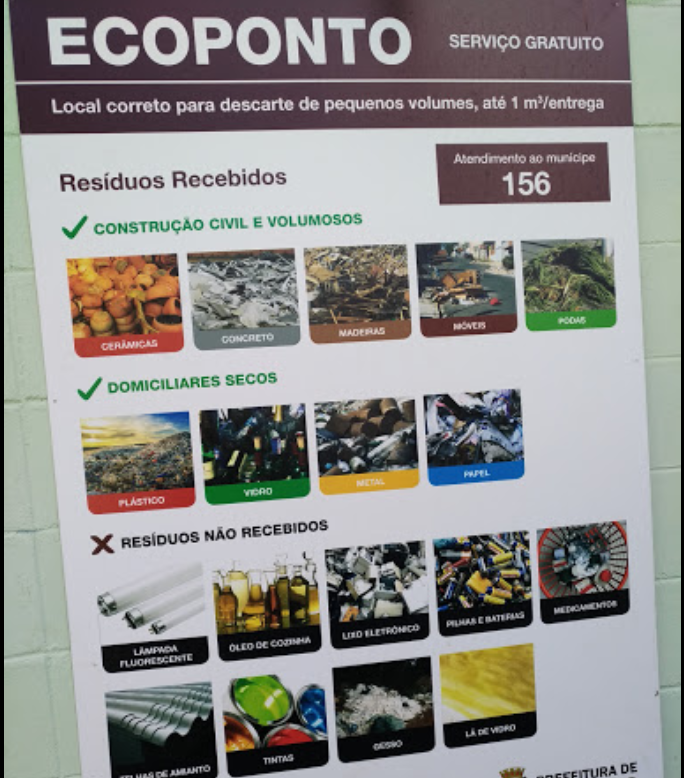 ECOPONTO
SERVIÇO GRATUITO
Local correto para descarte de pequenos volumes, até 1 m³/entrega
Resíduos Recebidos
Atendimento ao munícipe
156
CONSTRUÇÃO CIVIL E VOLUMOSOS
CERÂMICAS
CONCRETO
MADEIRAS
MÓVEIS
PODAS
DOMICILIARES SECOS
PLÁSTICO
VIDRO
METAL
PAPEL
RESÍDUOS NÃO RECEBIDOS
LÂMPADA
FLUORESCENTE
ÓLEO DE COZINHA
LIXO ELETRÔNICO
PILHAS E BATERIAS
MEDICAMENTOS
TELHAS DE AMIANTO
TINTAS
GESSO
LÃ DE VIDRO
PREFEITURA DE